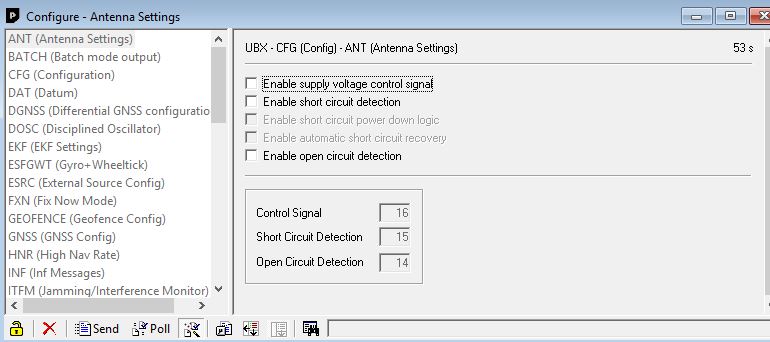 Configure - Antenna Settings
ANT (Antenna Settings)
BATCH (Batch mode output)
CFG (Configuration)
DAT (Datum)
DGNSS (Differential GNSS configuratio
DOSC (Disciplined Oscillator)
EKF (EKF Settings)
ESFGWT (Gyro+Wheeltick)
ESRC (External Source Config)
FXN (Fix Now Mode)
GEOFENCE (Geofence Config)
GNSS (GNSS Config)
HNR (High Nav Rate)
INF (Inf Messages)
ITFM (Jamming/Interference Monitor)
UBX - CFG (Config) - ANT (Antenna Settings) 53 s
Enable supply voltage control signal
Enable short circuit detection
Enable short circuit power down logic
Enable automatic short circuit recovery
Enable open circuit detection
Control Signal 16
Short Circuit Detection 15
Open Circuit Detection 14
Send Poll